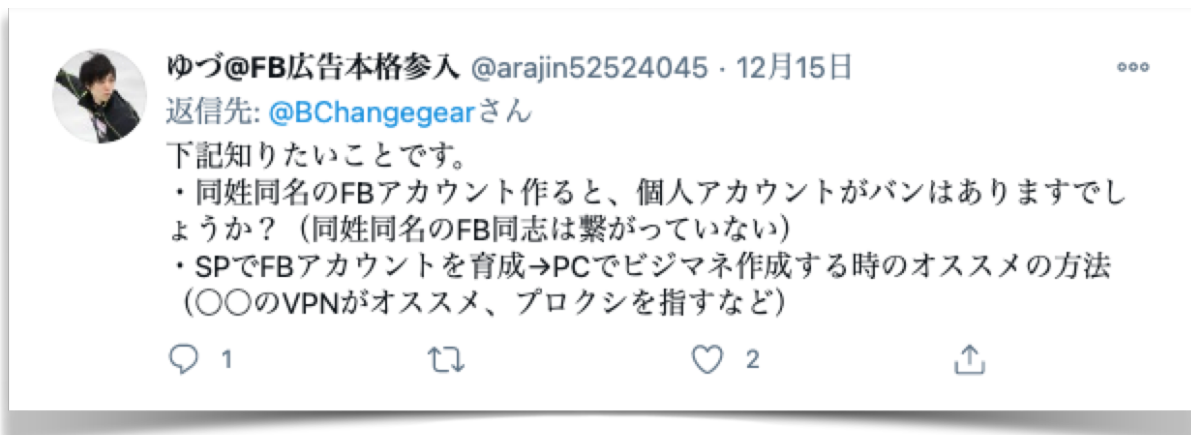 ゆづ@FB広告本格参入 @arajin52524045 · 12月15日
返信先: @BChangegearさん
下記知りたいことです。
・同姓同名のFBアカウント作ると、個人アカウントがバンはありますでし
ょうか？（同姓同名のFB同志は繋がっていない）
・SPでFBアカウントを育成→PCでビジマネ作成する時のオススメの方法
（〇〇のVPNがオススメ、プロクシを指すなど）
1 2